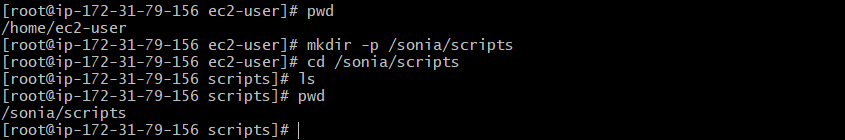 [root@ip-172-31-79-156 ec2-user]# pwd
/home/ec2-user
[root@ip-172-31-79-156 ec2-user]# mkdir -p /sonia/scripts
[root@ip-172-31-79-156 ec2-user]# cd /sonia/scripts
[root@ip-172-31-79-156 scripts]# ls
[root@ip-172-31-79-156 scripts]# pwd
/sonia/scripts
[root@ip-172-31-79-156 scripts]#